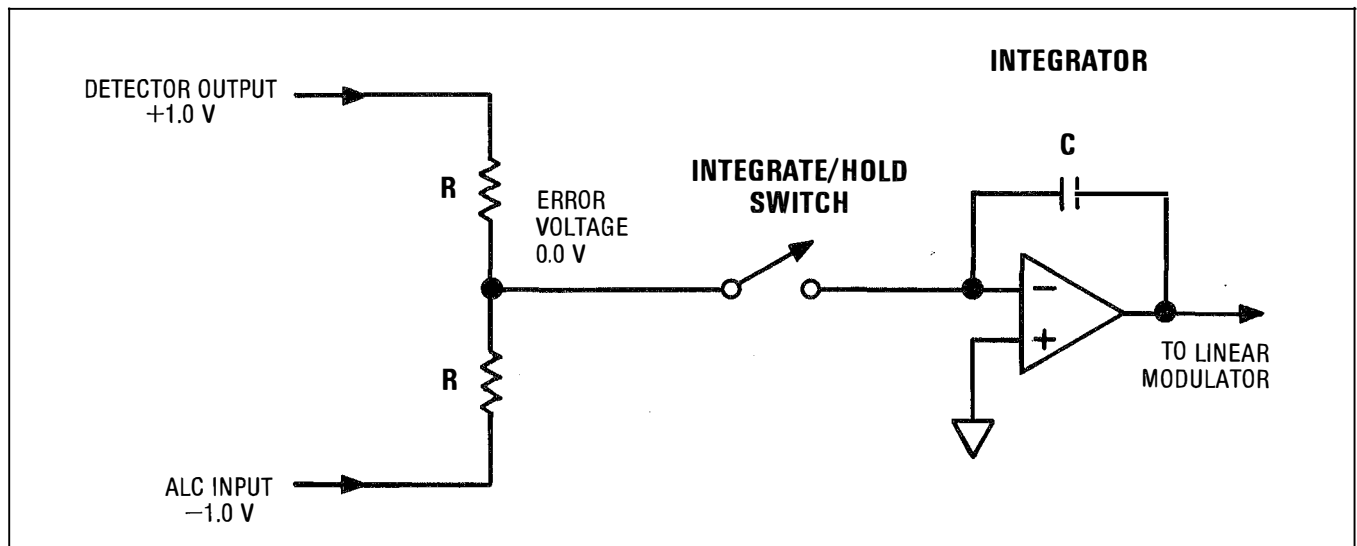 INTEGRATOR
DETECTOR OUTPUT
+1.0 V
C
R
ERROR
VOLTAGE
0.0 V
INTEGRATE/HOLD
SWITCH
−
+
TO LINEAR
MODULATOR
R
ALC INPUT
−1.0 V